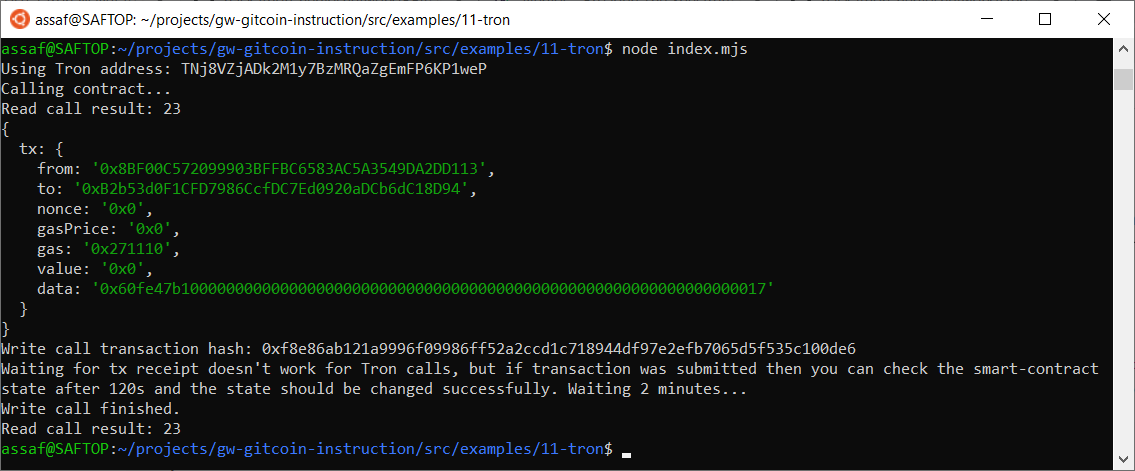 assaf@SAFTOP: ~/projects/gw-gitcoin-instruction/src/examples/11-tron
assaf@SAFTOP:~/projects/gw-gitcoin-instruction/src/examples/11-tron$ node index.mjs
Using Tron address: TNj8VZjADk2M1y7BzMRQaZgEmFP6KP1weP
Calling contract...
Read call result: 23
{
  tx: {
    from: '0x8BF00C572099903BFFBC6583AC5A3549DA2DD113',
    to: '0xB2b53d0F1CFD7986CcfDC7Ed0920aDCb6dC18D94',
    nonce: '0x0',
    gasPrice: '0x0',
    gas: '0x271110',
    value: '0x0',
    data: '0x60fe47b10000000000000000000000000000000000000000000000000000000000000017'
  }
}
Write call transaction hash: 0xf8e86ab121a9996f09986ff52a2ccd1c718944df97e2efb7065d5f535c100de6
Waiting for tx receipt doesn't work for Tron calls, but if transaction was submitted then you can check the smart-contract
state after 120s and the state should be changed successfully. Waiting 2 minutes...
Write call finished.
Read call result: 23
assaf@SAFTOP:~/projects/gw-gitcoin-instruction/src/examples/11-tron$